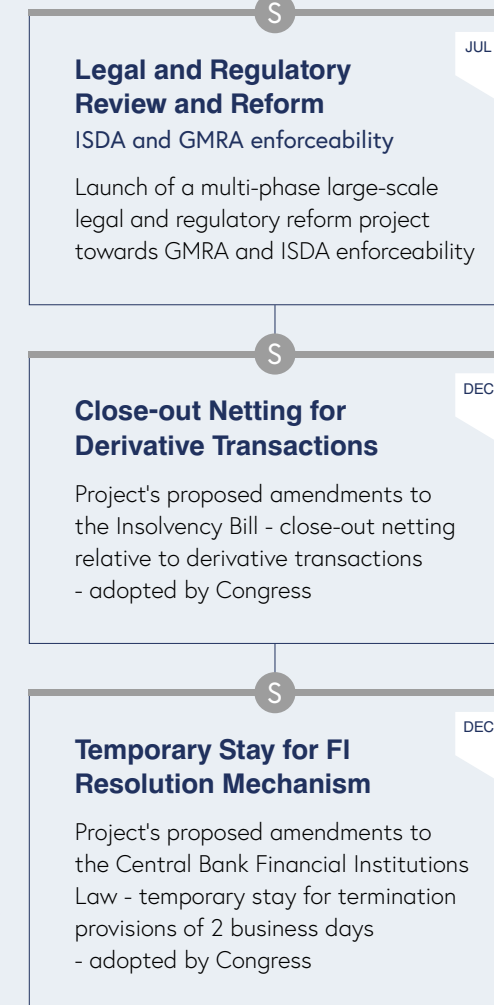 S
JUL
Legal and Regulatory
Review and Reform
ISDA and GMRA enforceability
Launch of a multi-phase large-scale
legal and regulatory reform project
towards GMRA and ISDA enforceability
S
DEC
Close-out Netting for
Derivative Transactions
Project's proposed amendments to
the Insolvency Bill - close-out netting
relative to derivative transactions
- adopted by Congress
S
DEC
Temporary Stay for FI
Resolution Mechanism
Project's proposed amendments to
the Central Bank Financial Institutions
Law - temporary stay for termination
provisions of 2 business days
- adopted by Congress